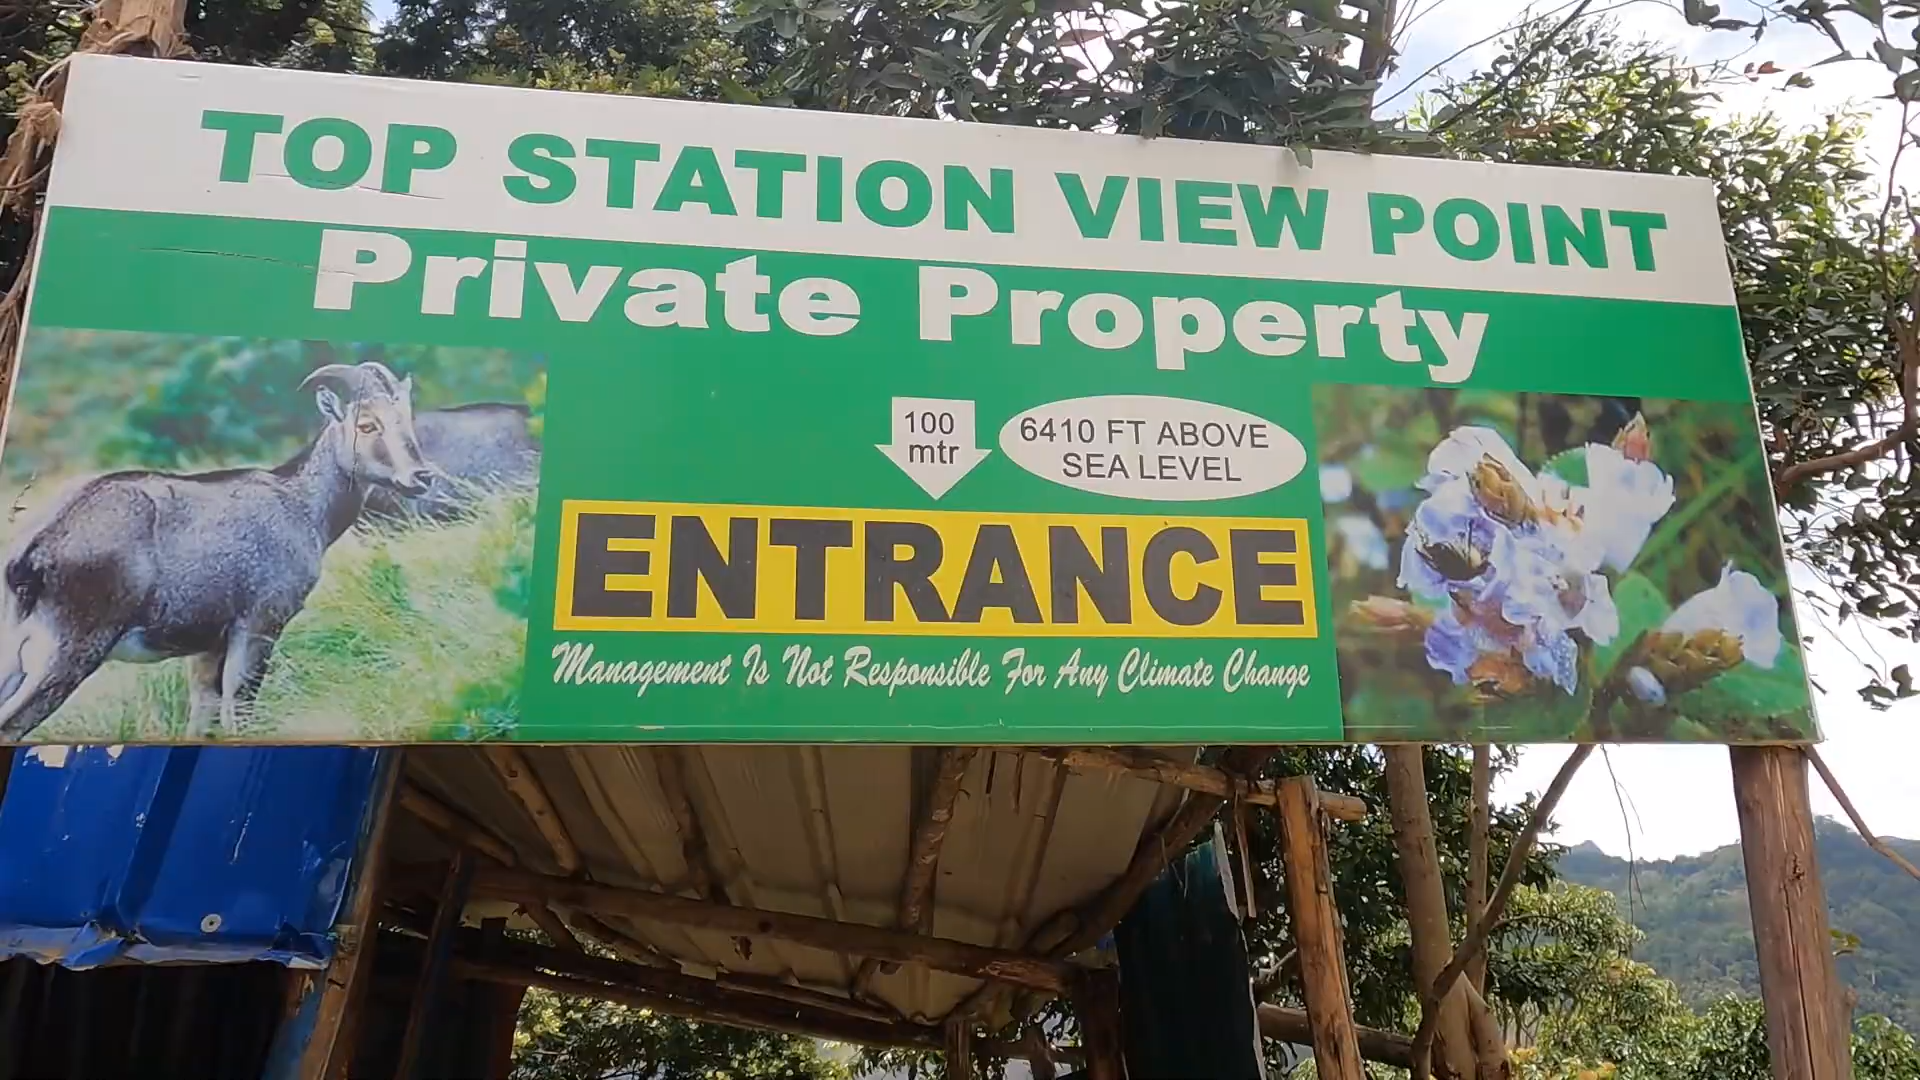 TOP STATION VIEW POINT
Private Property
100
mtr
6410 FT ABOVE
SEA LEVEL
ENTRANCE
Management Is Not Responsible For Any Climate Change